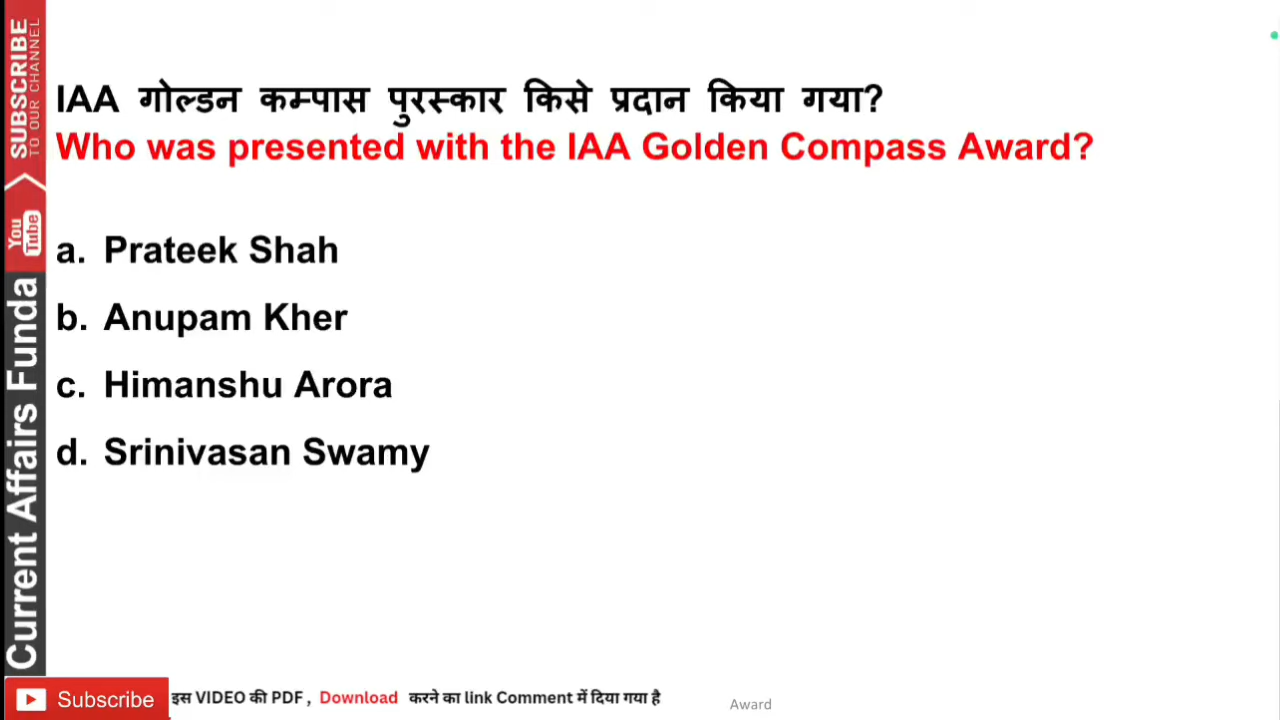 IAA गोल्डन कम्पास पुरस्कार किसे प्रदान किया गया?
Who was presented with the IAA Golden Compass Award?
a. Prateek Shah
b. Anupam Kher
c. Himanshu Arora
d. Srinivasan Swamy
SUBSCRIBE
TO OUR CHANNEL
You Tube
Current Affairs Funda
Subscribe
इस VIDEO की PDF , Download करने का link Comment में दिया गया है
Award